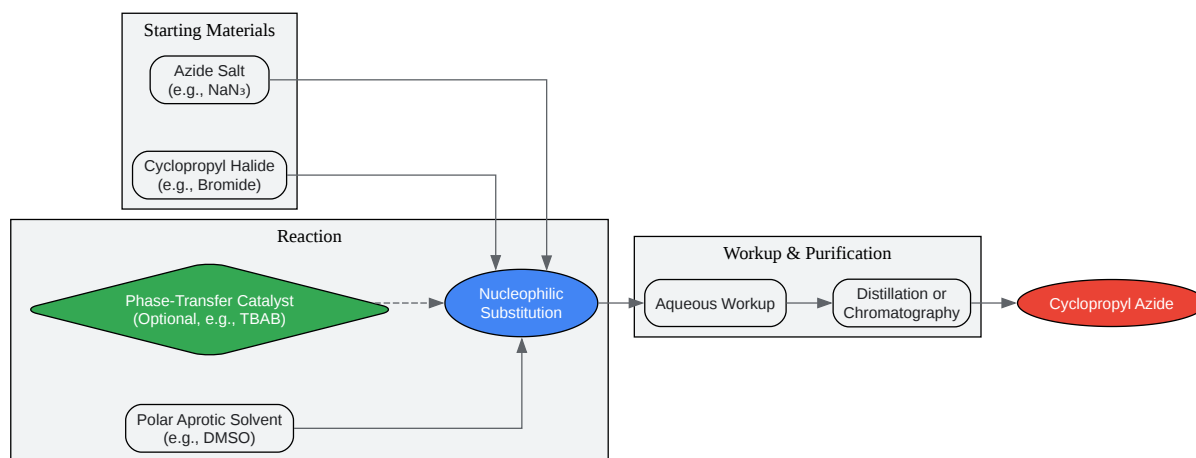 Starting Materials
Azide Salt
(e.g., NaN₃)
Cyclopropyl Halide
(e.g., Bromide)
Reaction
Phase-Transfer Catalyst
(Optional, e.g., TBAB)
Nucleophilic
Substitution
Polar Aprotic Solvent
(e.g., DMSO)
Workup & Purification
Aqueous Workup
Distillation or
Chromatography
Cyclopropyl Azide